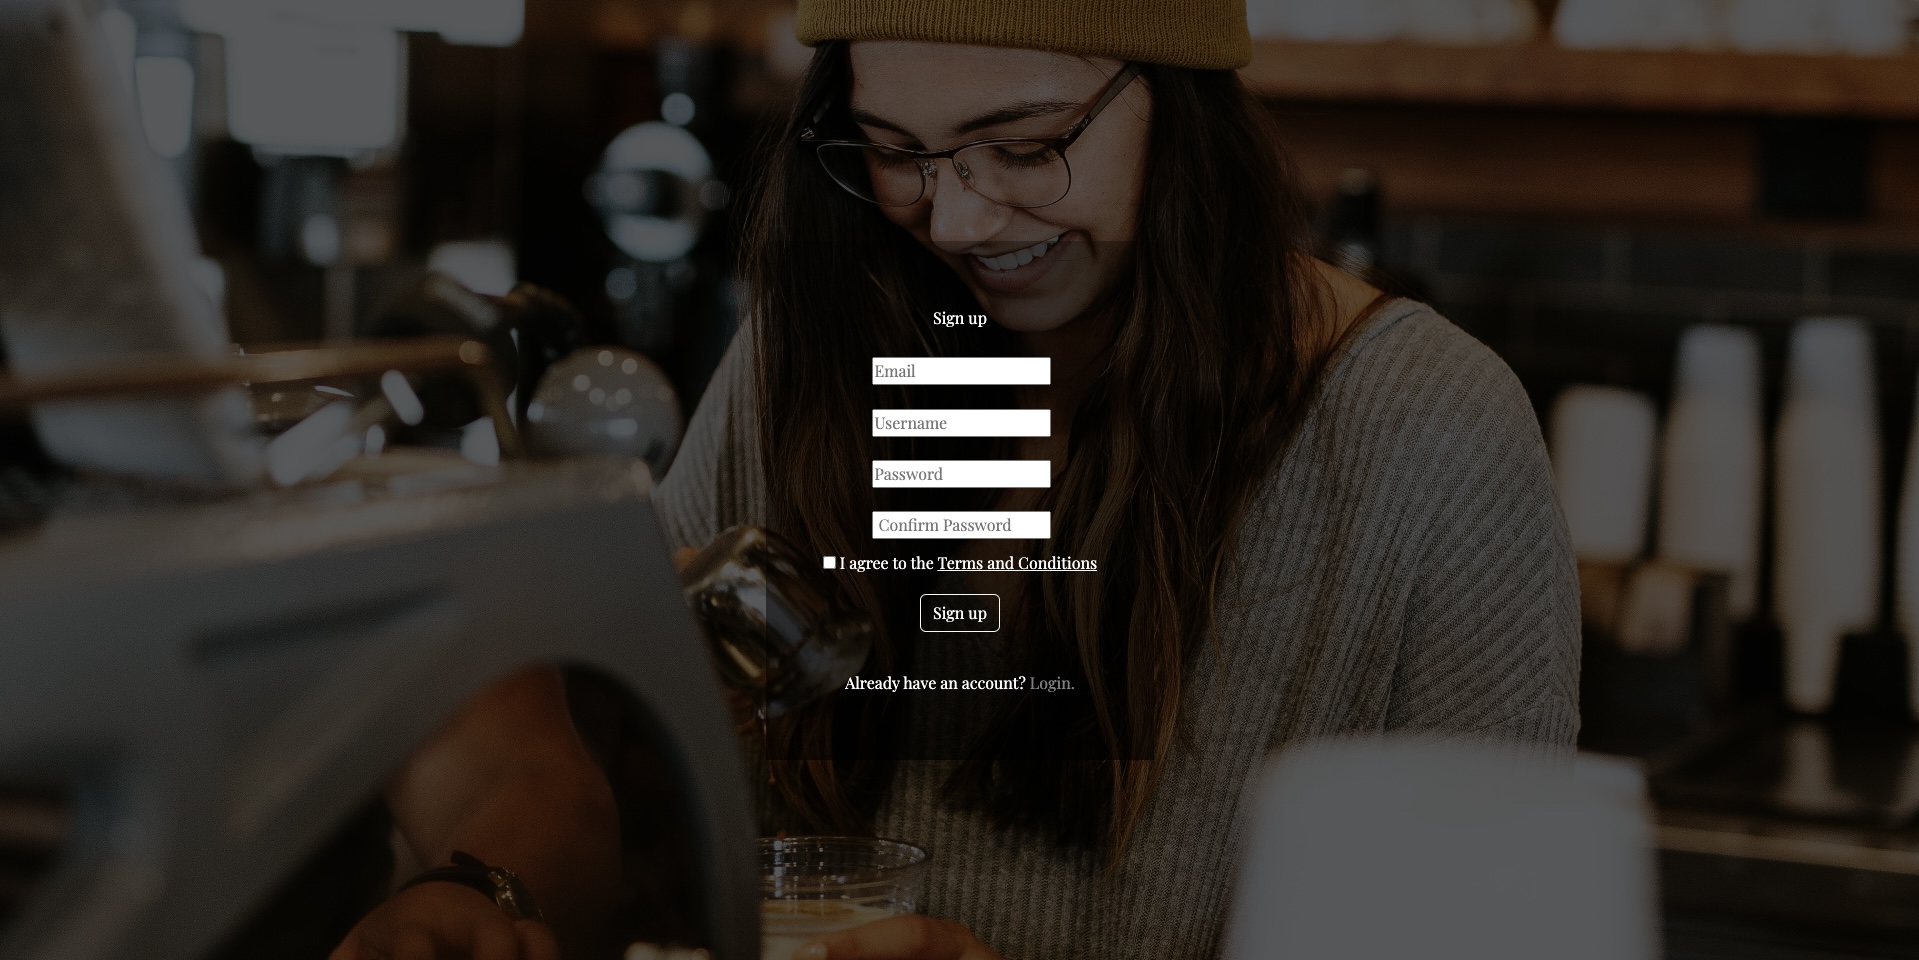 Sign up
Email
Username
Password
Confirm Password
I agree to the Terms and Conditions
Sign up
Already have an account? Login.